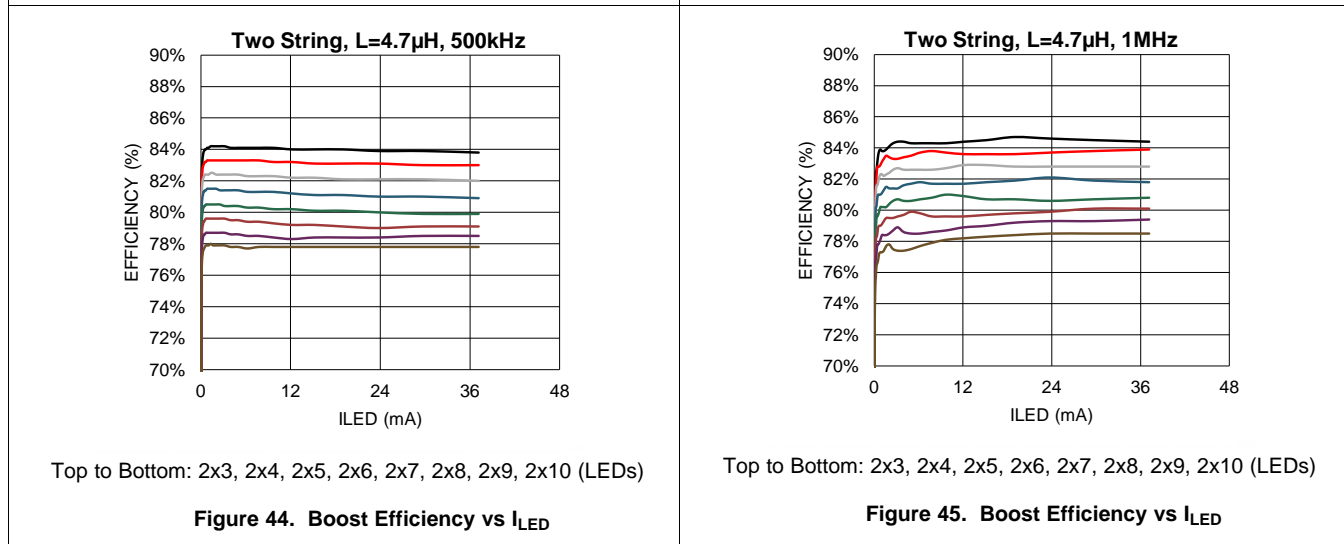 Two String, L=4.7µH, 500kHz
90%
88%
86%
84%
82%
80%
78%
76%
74%
72%
70%
EFFICIENCY (%)
0 12 24 36 48
ILED (mA)
Top to Bottom: 2x3, 2x4, 2x5, 2x6, 2x7, 2x8, 2x9, 2x10 (LEDs)
Figure 44. Boost Efficiency vs I_LED
Two String, L=4.7µH, 1MHz
90%
88%
86%
84%
82%
80%
78%
76%
74%
72%
70%
EFFICIENCY (%)
0 12 24 36 48
ILED (mA)
Top to Bottom: 2x3, 2x4, 2x5, 2x6, 2x7, 2x8, 2x9, 2x10 (LEDs)
Figure 45. Boost Efficiency vs I_LED